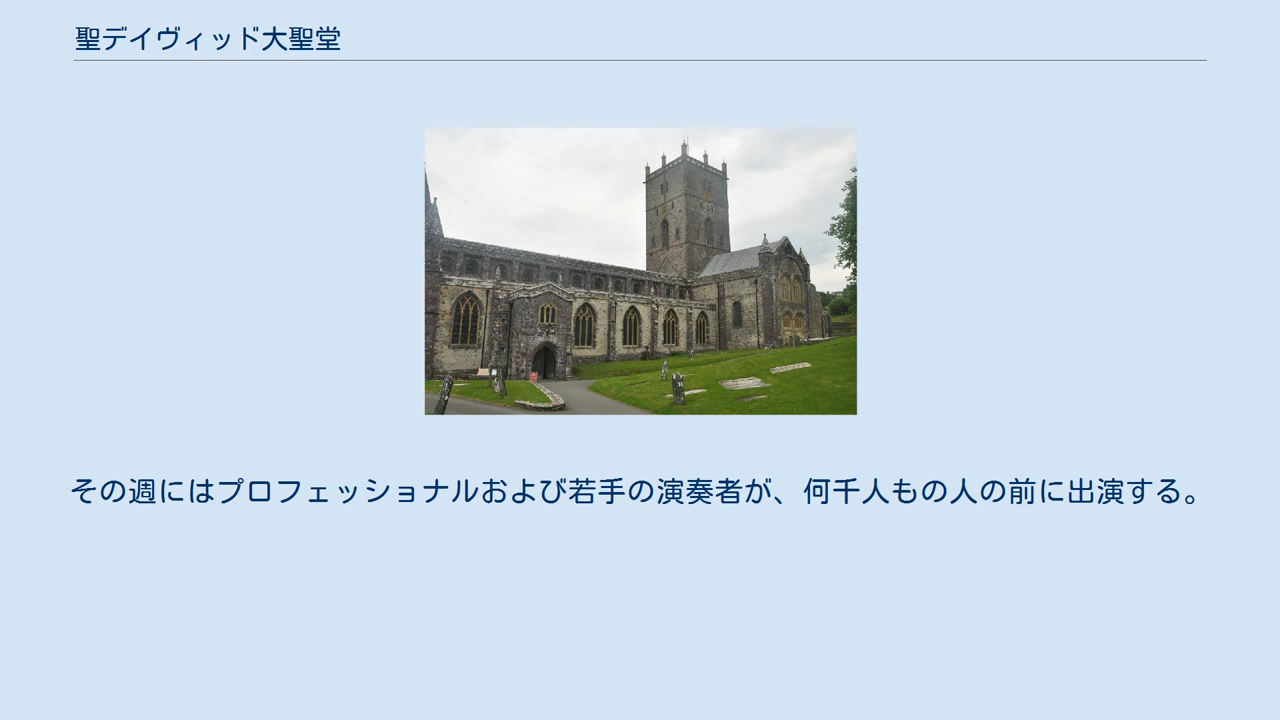 聖デイヴィッド大聖堂
その週にはプロフェッショナルおよび若手の演奏者が、何千人もの人の前に出演する。